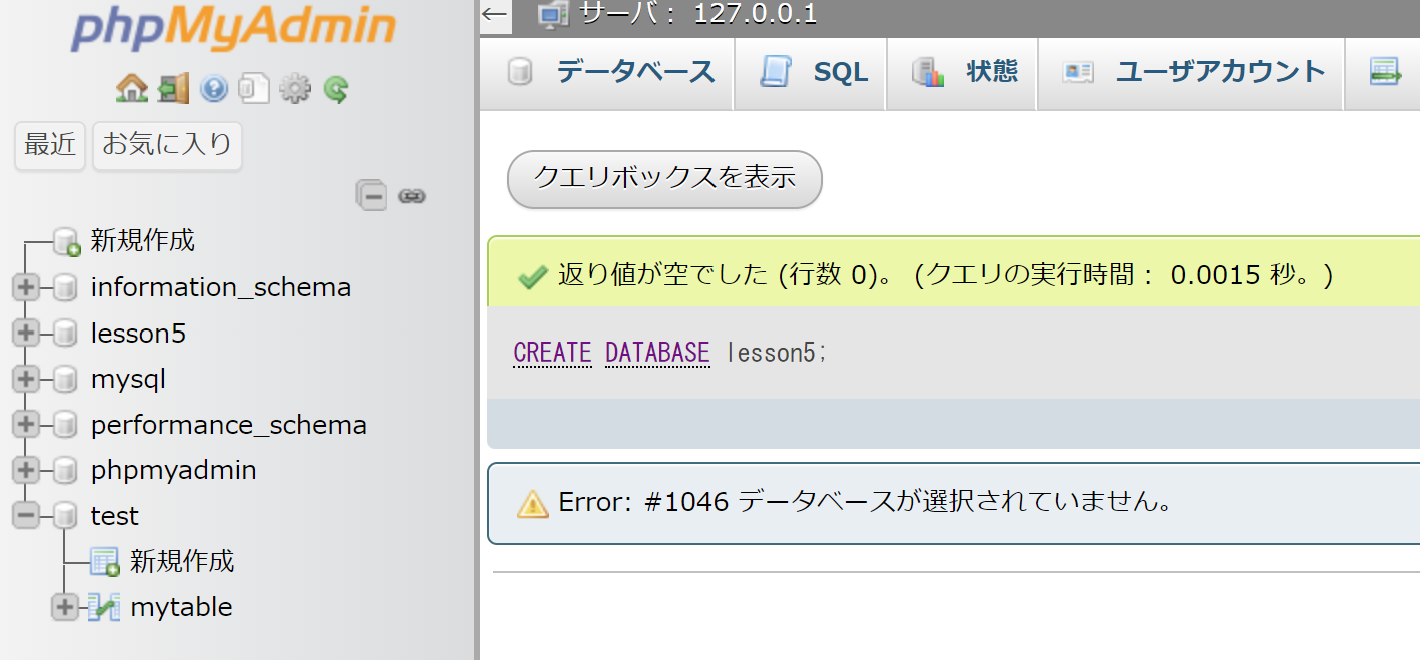 phpMyAdmin
最近 お気に入り
新規作成
information_schema
lesson5
mysql
performance_schema
phpmyadmin
test
新規作成
mytable
サーバ: 127.0.0.1
データベース SQL 状態 ユーザアカウント
クエリボックスを表示
返り値が空でした (行数 0)。 (クエリの実行時間: 0.0015 秒。)
CREATE DATABASE lesson5;
Error: #1046 データベースが選択されていません。